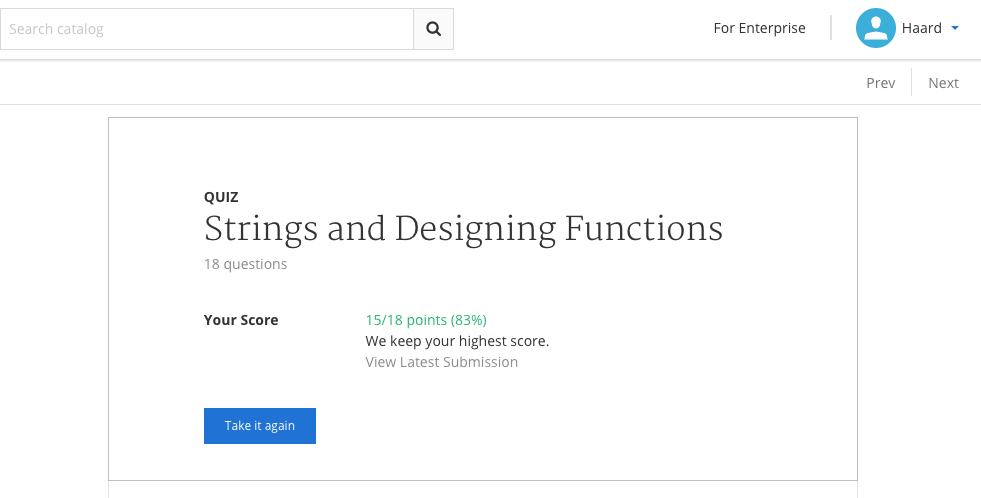 Search catalog
For Enterprise
Haard
Prev
Next
QUIZ
Strings and Designing Functions
18 questions
Your Score
15/18 points (83%)
We keep your highest score.
View Latest Submission
Take it again